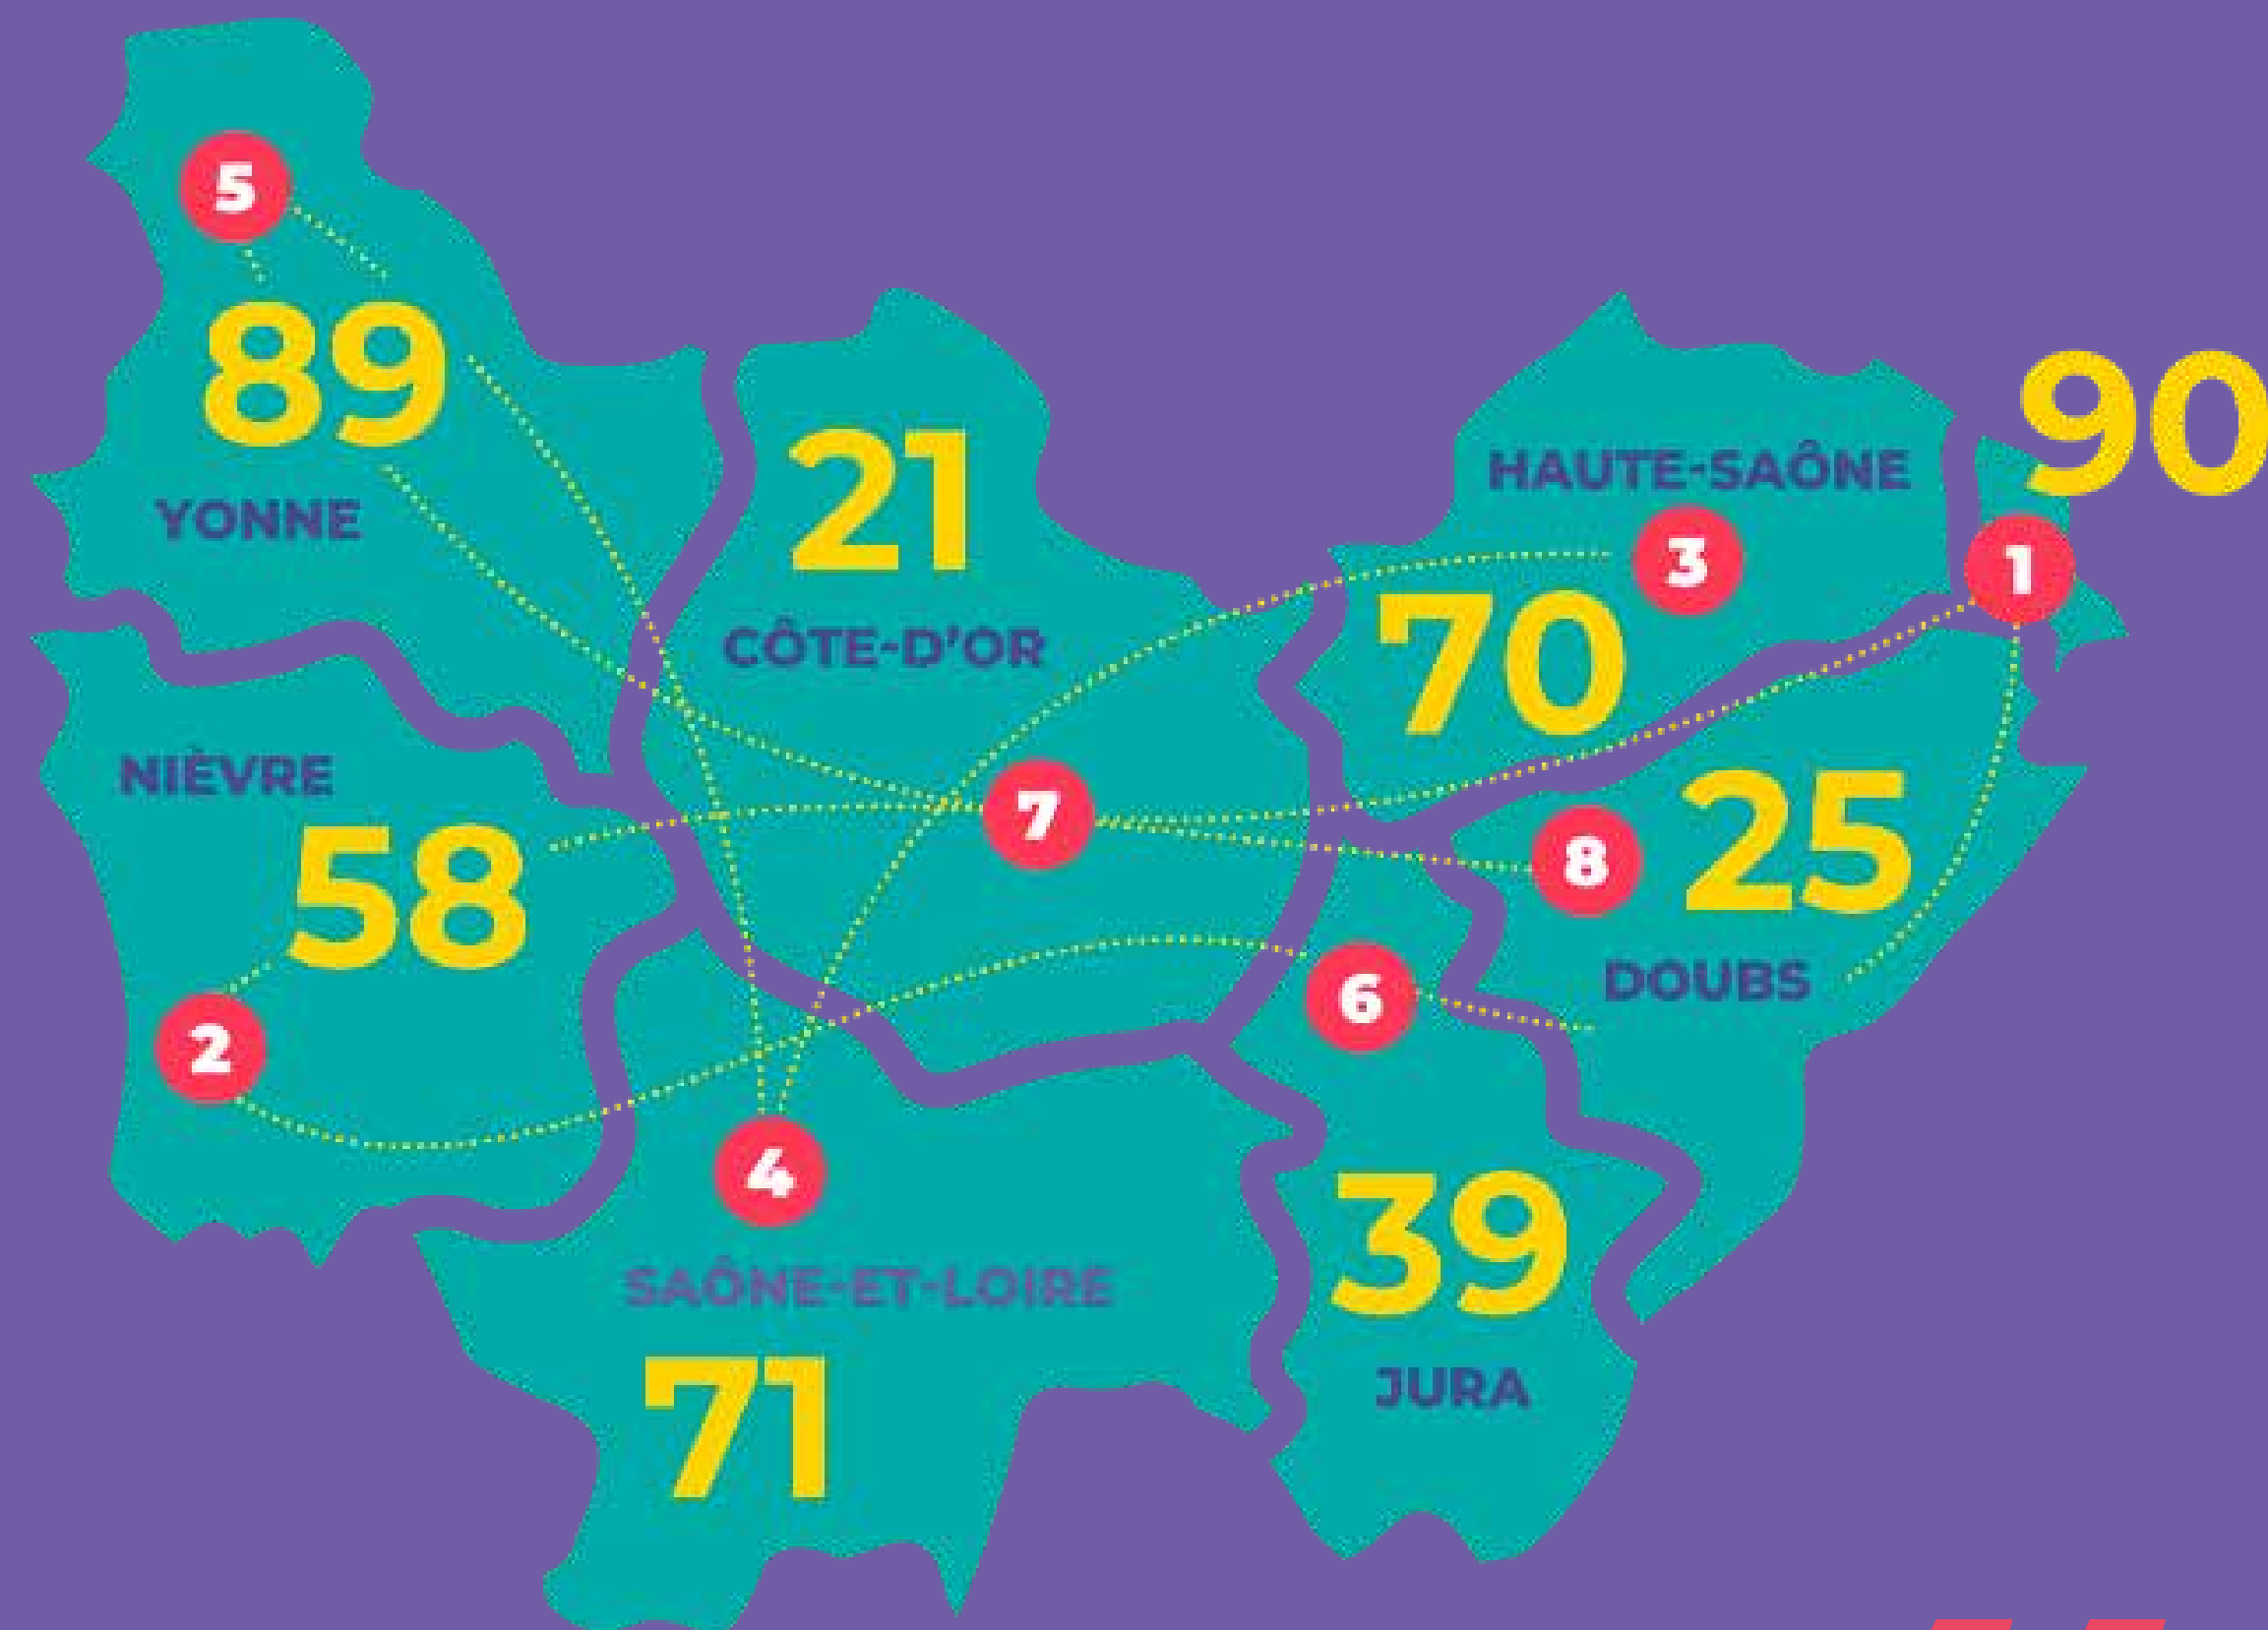 5
89
YONNE
21
CÔTE-D'OR
HAUTE-SAÔNE
3
70
90
1
NIÈVRE
58
2
7
8
25
DOUBS
6
4
SAÔNE-ET-LOIRE
71
39
JURA